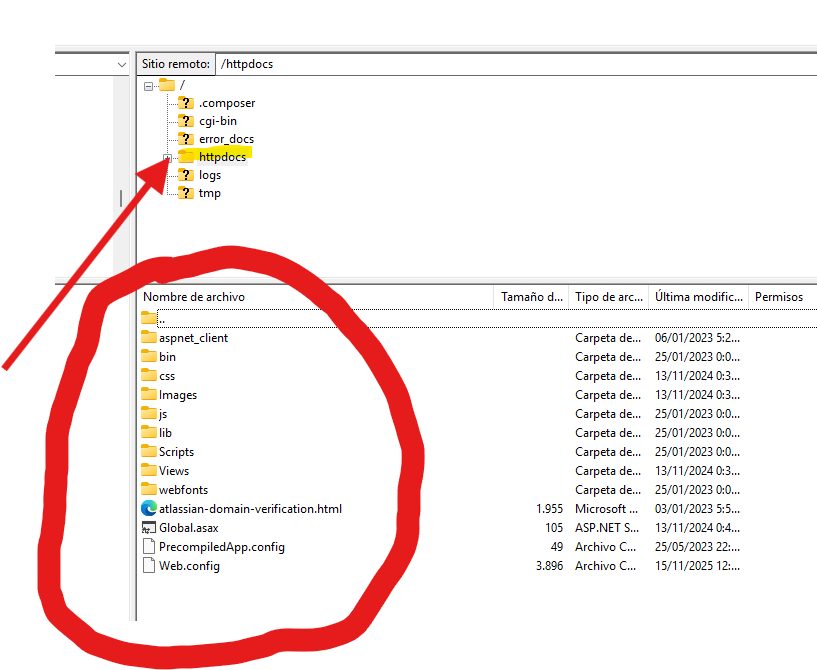 Sitio remoto: /httpdocs
/
.composer
cgi-bin
error_docs
httpdocs
logs
tmp
Nombre de archivo Tamaño d... Tipo de arc... Última modific... Permisos
..
aspnet_client Carpeta de... 06/01/2023 5:2...
bin Carpeta de... 25/01/2023 0:0...
css Carpeta de... 13/11/2024 0:3...
Images Carpeta de... 13/11/2024 0:3...
js Carpeta de... 25/01/2023 0:0...
lib Carpeta de... 25/01/2023 0:0...
Scripts Carpeta de... 25/01/2023 0:0...
Views Carpeta de... 13/11/2024 0:3...
webfonts Carpeta de... 25/01/2023 0:0...
atlassian-domain-verification.html 1.955 Microsoft ... 03/01/2023 5:5...
Global.asax 105 ASP.NET S... 13/11/2024 0:4...
PrecompiledApp.config 49 Archivo C... 25/05/2023 22:...
Web.config 3.896 Archivo C... 15/11/2025 12:...